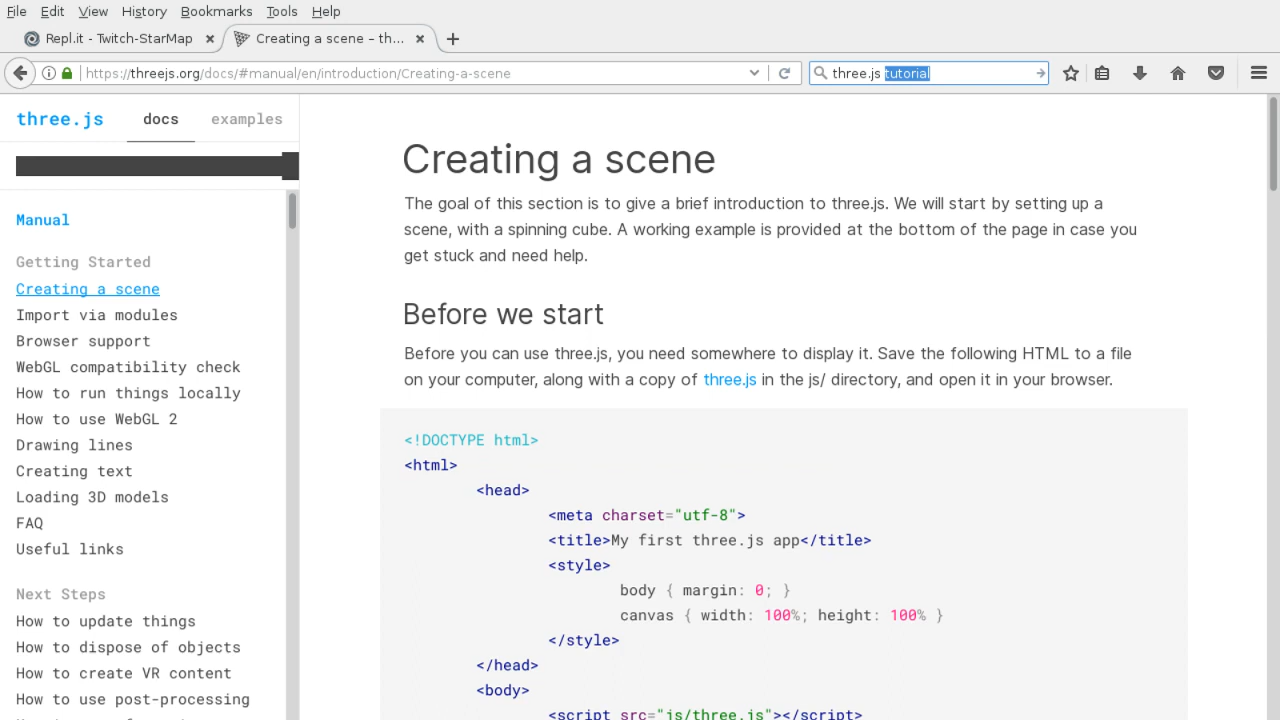 File Edit View History Bookmarks Tools Help
Repl.it - Twitch-StarMap
Creating a scene – th...
https://threejs.org/docs/#manual/en/introduction/Creating-a-scene
three.js tutorial
three.js docs examples
Manual
Getting Started
Creating a scene
Import via modules
Browser support
WebGL compatibility check
How to run things locally
How to use WebGL 2
Drawing lines
Creating text
Loading 3D models
FAQ
Useful links
Next Steps
How to update things
How to dispose of objects
How to create VR content
How to use post-processing
Creating a scene
The goal of this section is to give a brief introduction to three.js. We will start by setting up a
scene, with a spinning cube. A working example is provided at the bottom of the page in case you
get stuck and need help.
Before we start
Before you can use three.js, you need somewhere to display it. Save the following HTML to a file
on your computer, along with a copy of three.js in the js/ directory, and open it in your browser.
<!DOCTYPE html>
<html>
<head>
<meta charset="utf-8">
<title>My first three.js app</title>
<style>
body { margin: 0; }
canvas { width: 100%; height: 100% }
</style>
</head>
<body>
<script src="js/three.js"></script>